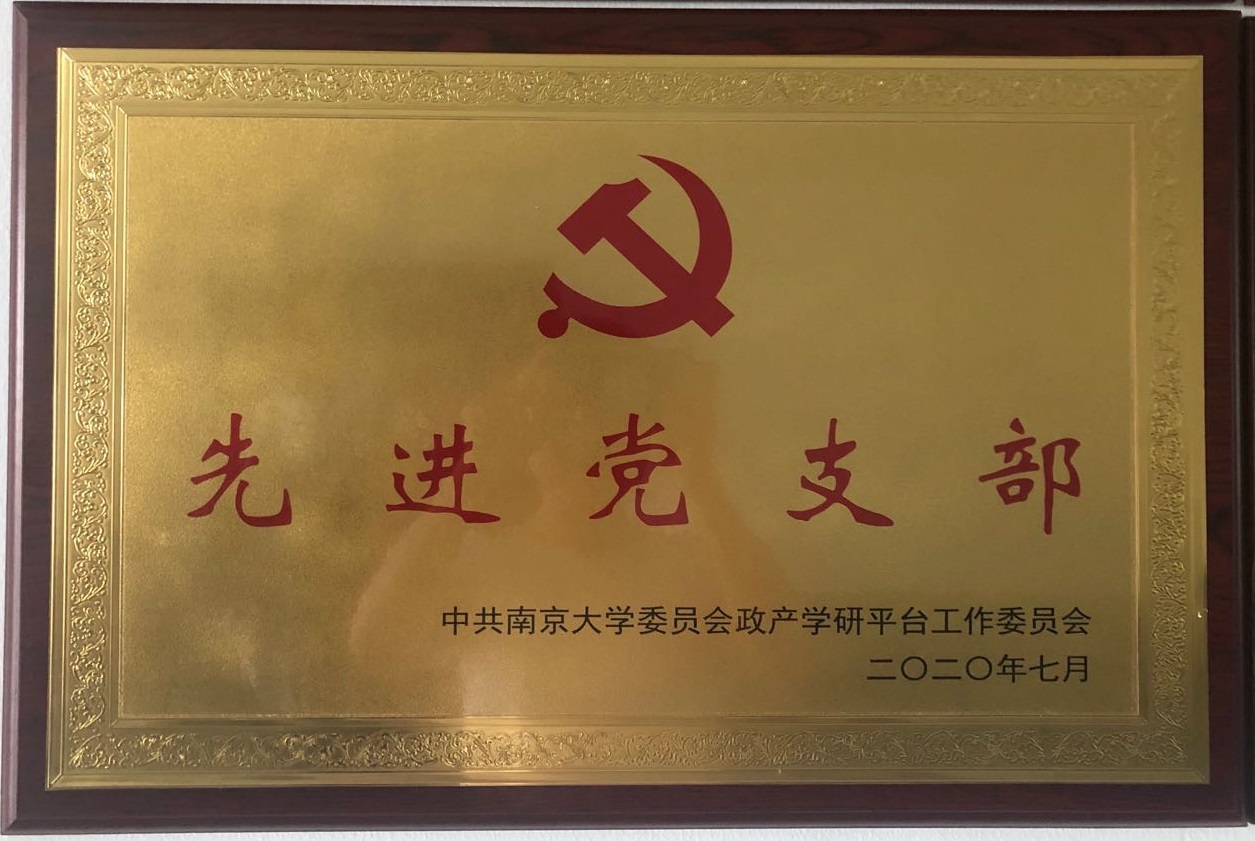 先进党支部
中共南京大学委员会政产学研平台工作委员会
二〇二〇年七月